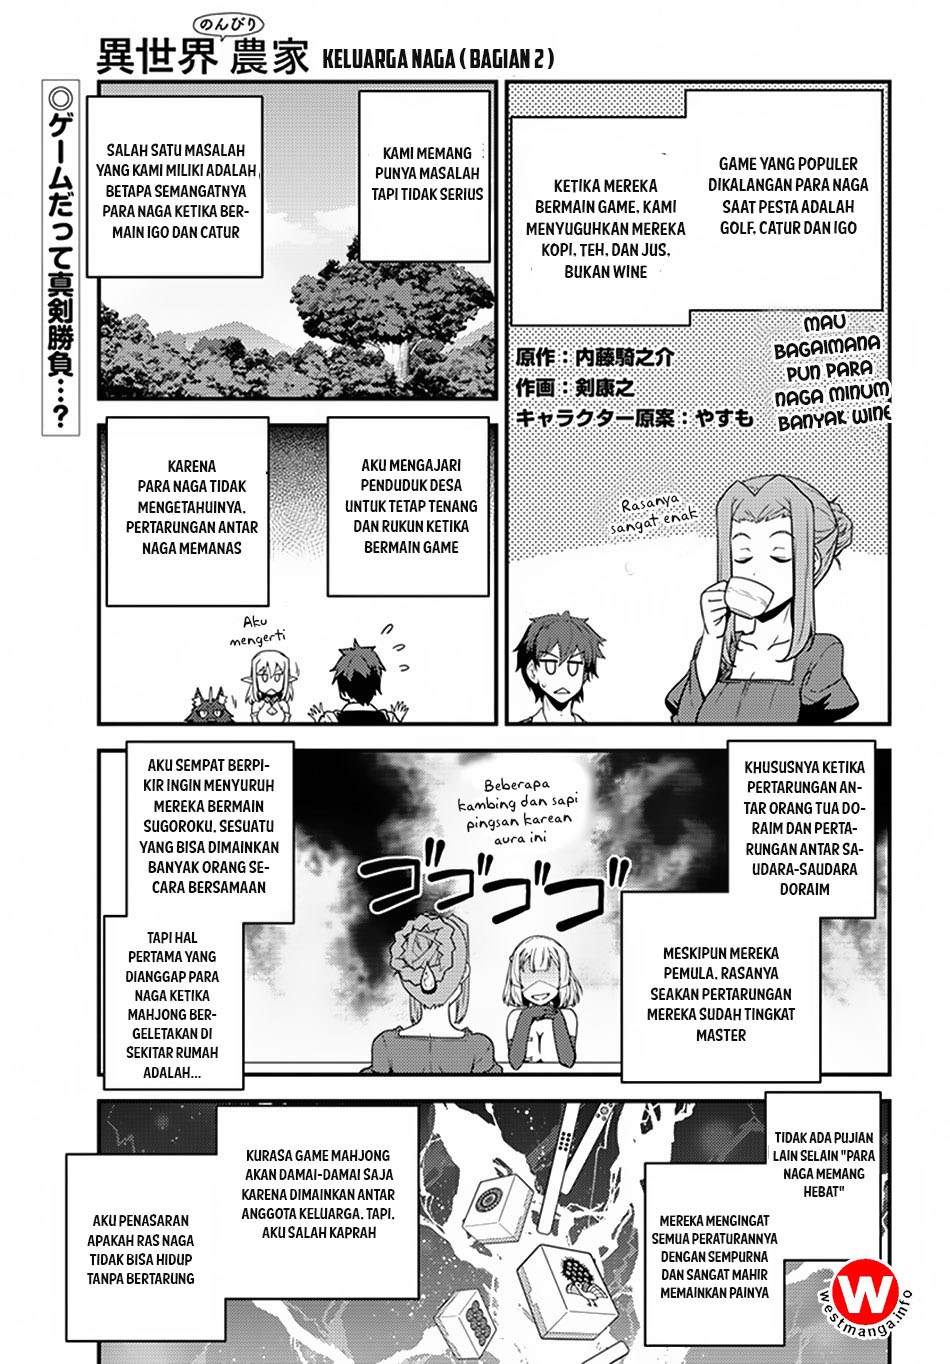 のんびり
異世界農家 KELUARGA NAGA ( BAGIAN 2 )
◎ゲームだって真剣勝負…?
GAME YANG POPULER
DIKALANGAN PARA NAGA
SAAT PESTA ADALAH
GOLF, CATUR DAN IGO
KETIKA MEREKA
BERMAIN GAME, KAMI
MENYUGUHKAN MEREKA
KOPI, TEH, DAN JUS,
BUKAN WINE
MAU
BAGAIMANA
PUN PARA
NAGA MINUM
BANYAK WINE
原作：内藤騎之介
作画：剣康之
キャラクター原案：やすも
Rasanya
sangat enak
KAMI MEMANG
PUNYA MASALAH
TAPI TIDAK SERIUS
SALAH SATU MASALAH
YANG KAMI MILIKI ADALAH
BETAPA SEMANGATNYA
PARA NAGA KETIKA BER-
MAIN IGO DAN CATUR
AKU MENGAJARI
PENDUDUK DESA
UNTUK TETAP TENANG
DAN RUKUN KETIKA
BERMAIN GAME
KARENA
PARA NAGA TIDAK
MENGETAHUINYA,
PERTARUNGAN ANTAR
NAGA MEMANAS
Aku
mengerti
KHUSUSNYA KETIKA
PERTARUNGAN AN-
TAR ORANG TUA DO-
RAIM DAN PERTA-
RUNGAN ANTAR SA-
UDARA-SAUDARA
DORAIM
MESKIPUN MEREKA
PEMULA, RASANYA
SEAKAN PERTARUNGAN
MEREKA SUDAH TINGKAT
MASTER
Beberapa
kambing dan sapi
pingsan karean
aura ini
ゴゴゴゴ
AKU SEMPAT BERPI-
KIR INGIN MENYURUH
MEREKA BERMAIN
SUGOROKU, SESUATU
YANG BISA DIMAINKAN
BANYAK ORANG SE-
CARA BERSAMAAN
TAPI HAL
PERTAMA YANG
DIANGGAP PARA
NAGA KETIKA
MAHJONG BER-
GELETAKAN DI
SEKITAR RUMAH
ADALAH...
TIDAK ADA PUJIAN
LAIN SELAIN "PARA
NAGA MEMANG
HEBAT"
MEREKA MENGINGAT
SEMUA PERATURANNYA
DENGAN SEMPURNA
DAN SANGAT MAHIR
MEMAINKAN PAINYA
KURASA GAME MAHJONG
AKAN DAMAI-DAMAI SAJA
KARENA DIMAINKAN ANTAR
ANGGOTA KELUARGA, TAPI,
AKU SALAH KAPRAH
AKU PENASARAN
APAKAH RAS NAGA
TIDAK BISA HIDUP
TANPA BERTARUNG
W
westmanga.info